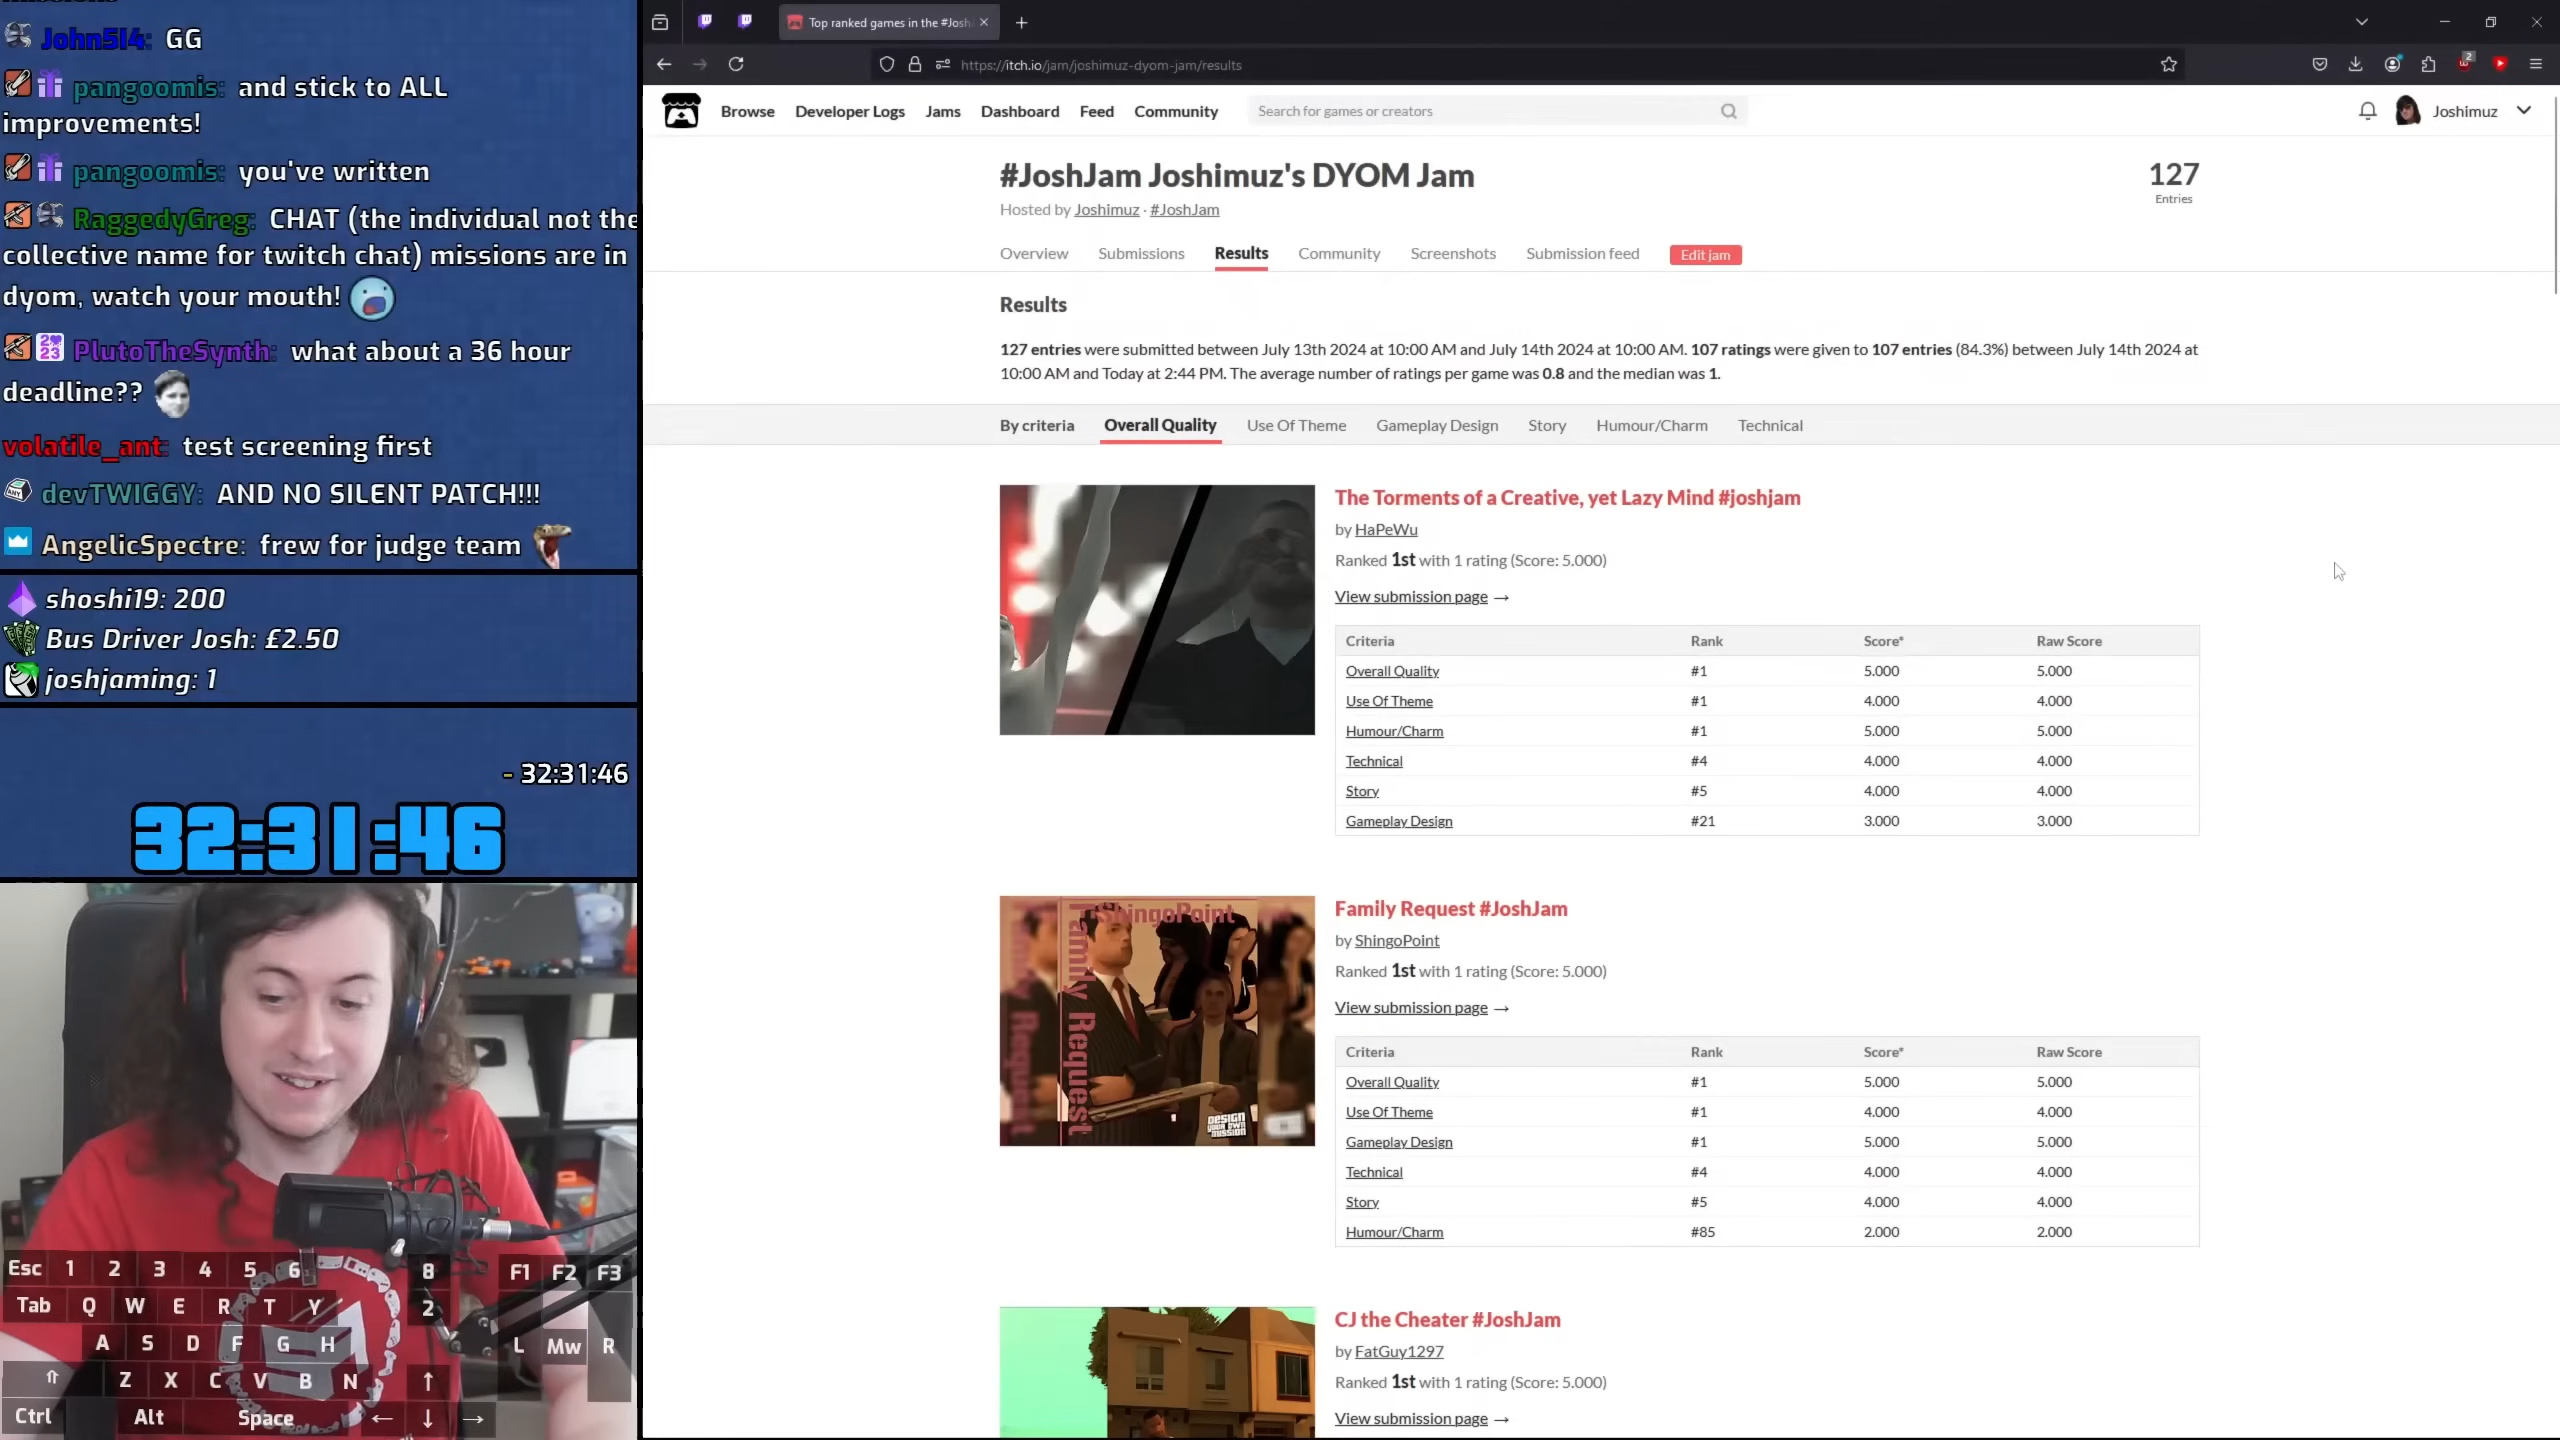 John5I4: GG
pangoomis: and stick to ALL
improvements!
pangoomis: you've written
RaggedyGreg: CHAT (the individual not the
collective name for twitch chat) missions are in
dyom, watch your mouth!
PlutoTheSynth: what about a 36 hour
deadline??
volatile_ant: test screening first
devTWIGGY: AND NO SILENT PATCH!!!
AngelicSpectre: frew for judge team
shoshi19: 200
Bus Driver Josh: £2.50
joshjaming: 1
- 32:31:46
32:31:46
Esc 1 2 3 4 5 6 8 F1 F2 F3
Tab Q W E R T Y 2
A S D F G H L Mw R
⇧ Z X C V B N ↑
Ctrl Alt Space ← ↓ →
Top ranked games in the #Josh
https://itch.io/jam/joshimuz-dyom-jam/results
2
Browse Developer Logs Jams Dashboard Feed Community Search for games or creators Joshimuz
#JoshJam Joshimuz's DYOM Jam
Hosted by Joshimuz · #JoshJam
127
Entries
Overview Submissions Results Community Screenshots Submission feed Edit jam
Results
127 entries were submitted between July 13th 2024 at 10:00 AM and July 14th 2024 at 10:00 AM. 107 ratings were given to 107 entries (84.3%) between July 14th 2024 at
10:00 AM and Today at 2:44 PM. The average number of ratings per game was 0.8 and the median was 1.
By criteria Overall Quality Use Of Theme Gameplay Design Story Humour/Charm Technical
The Torments of a Creative, yet Lazy Mind #joshjam
by HaPeWu
Ranked 1st with 1 rating (Score: 5.000)
View submission page →
Criteria Rank Score* Raw Score
Overall Quality #1 5.000 5.000
Use Of Theme #1 4.000 4.000
Humour/Charm #1 5.000 5.000
Technical #4 4.000 4.000
Story #5 4.000 4.000
Gameplay Design #21 3.000 3.000
ShingoPoint
Family Request
DESIGN
YOUR OWN
MISSION
Family Request #JoshJam
by ShingoPoint
Ranked 1st with 1 rating (Score: 5.000)
View submission page →
Criteria Rank Score* Raw Score
Overall Quality #1 5.000 5.000
Use Of Theme #1 4.000 4.000
Gameplay Design #1 5.000 5.000
Technical #4 4.000 4.000
Story #5 4.000 4.000
Humour/Charm #85 2.000 2.000
CJ the Cheater #JoshJam
by FatGuy1297
Ranked 1st with 1 rating (Score: 5.000)
View submission page →